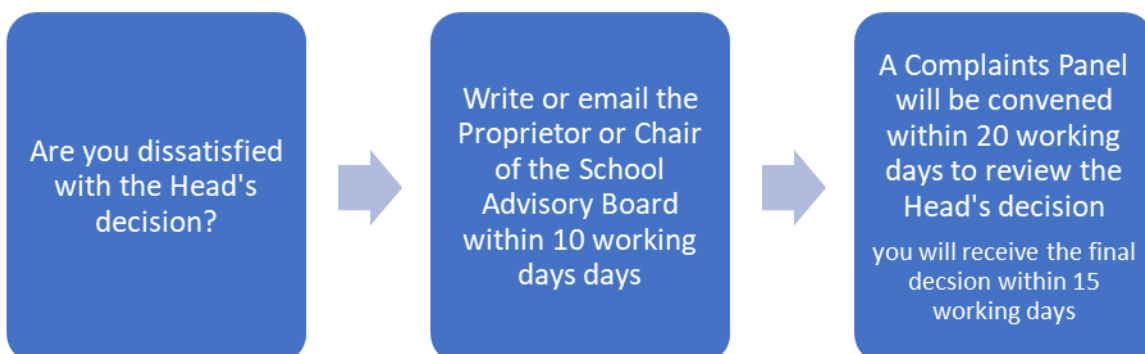 Are you dissatisfied
with the Head's
decision?
Write or email the
Proprietor or Chair
of the School
Advisory Board
within 10 working
days days
A Complaints Panel
will be convened
within 20 working
days to review the
Head's decision
you will receive the final
decsion within 15
working days